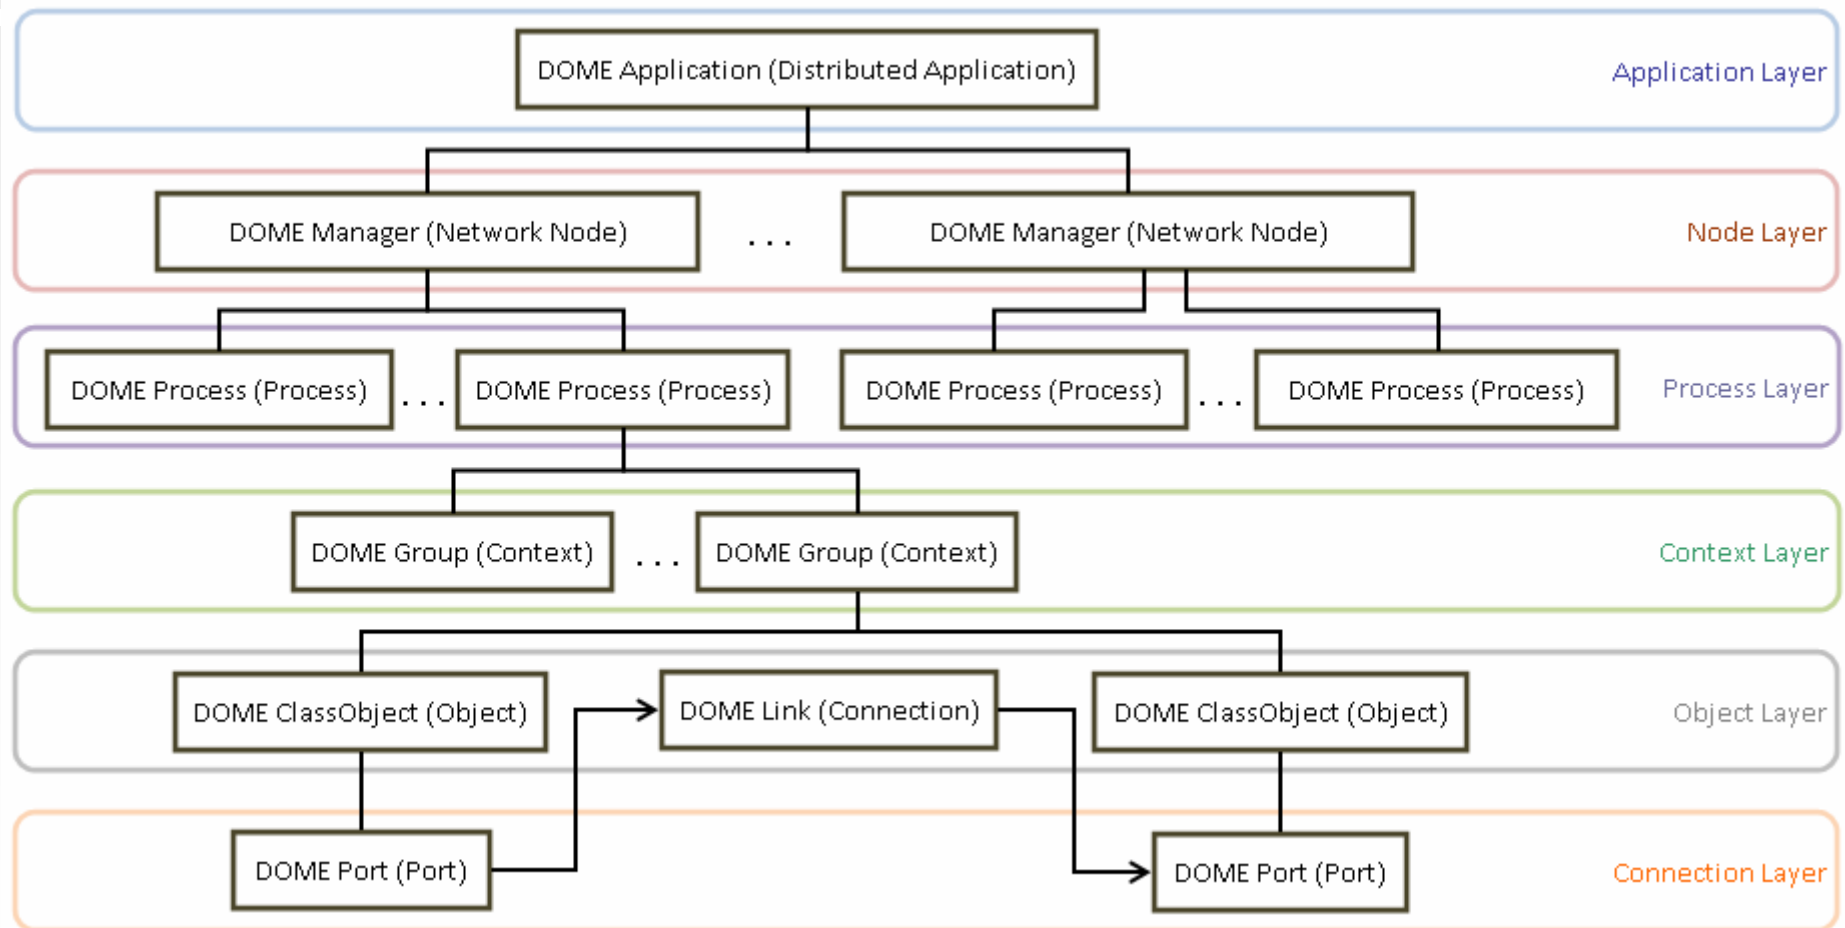 DOME Application (Distributed Application)
Application Layer
DOME Manager (Network Node)
. . .
DOME Manager (Network Node)
Node Layer
DOME Process (Process)
. . .
DOME Process (Process)
DOME Process (Process)
. . .
DOME Process (Process)
Process Layer
DOME Group (Context)
. . .
DOME Group (Context)
Context Layer
DOME ClassObject (Object)
DOME Link (Connection)
DOME ClassObject (Object)
Object Layer
DOME Port (Port)
DOME Port (Port)
Connection Layer